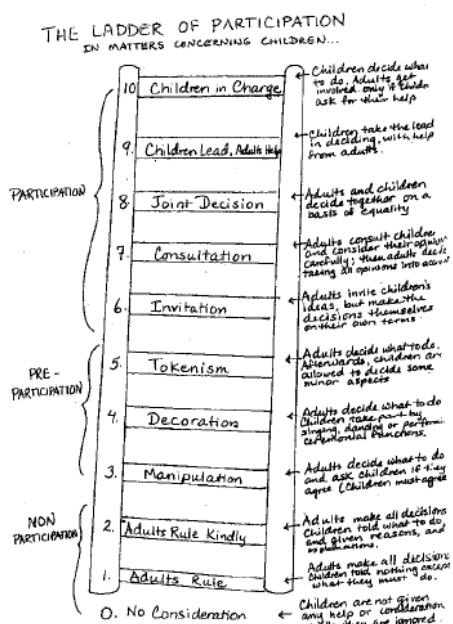 THE LADDER OF PARTICIPATION
IN MATTERS CONCERNING CHILDREN...
10 Children in Charge
Children decide what
to do. Adults get
involved only if childr
ask for their help
9. Children Lead, Adults Help
Children take the lead
in deciding, with help
from adults.
PARTICIPATION
8. Joint Decision
Adults and children
decide together on a
basis of equality
7. Consultation
Adults consult children
and consider their opinion
carefully; then adults decide
taking all opinions into
6. Invitation
Adults invite children's
ideas, but make the
decisions themselves
on their own terms.
PRE-
PARTICIPATION
5. Tokenism
Adults decide what to do.
Afterwards, children are
allowed to decide some
minor aspects
4. Decoration
Adults decide what to do
Children take part by
singing, dancing or
ceremonial functions.
3. Manipulation
Adults decide what to do
and ask children if they
agree (Children must agree
NON
PARTICIPATION
2. Adults Rule Kindly
Adults make all decisions
Children told what to do,
and given reasons, and
explanations.
1. Adults Rule
Adults make all decisions
Children told nothing except
what they must do.
0. No Consideration
Children are not given
any help or consideration
they are ignored